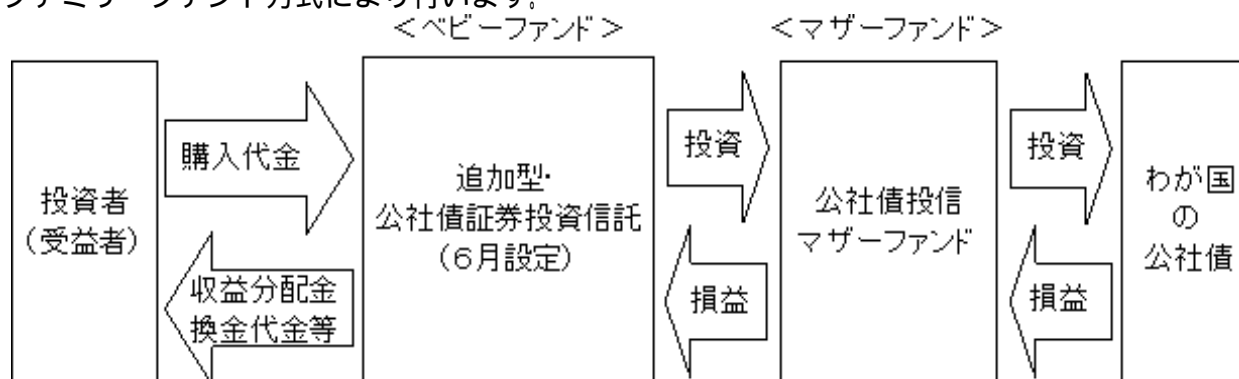 ファミリーファンド方式により行います。
＜ベビーファンド＞
＜マザーファンド＞
投資者
（受益者）
購入代金
収益分配金
換金代金等
追加型・
公社債証券投資信託
（６月設定）
投資
損益
公社債投信
マザーファンド
投資
損益
わが国
の
公社債